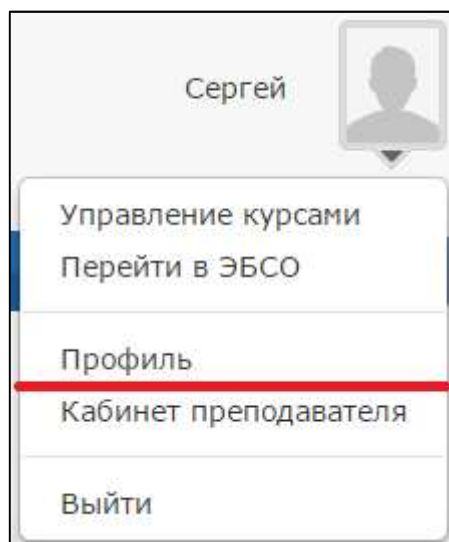 Сергей
Управление курсами
Перейти в ЭБСО
Профиль
Кабинет преподавателя
Выйти